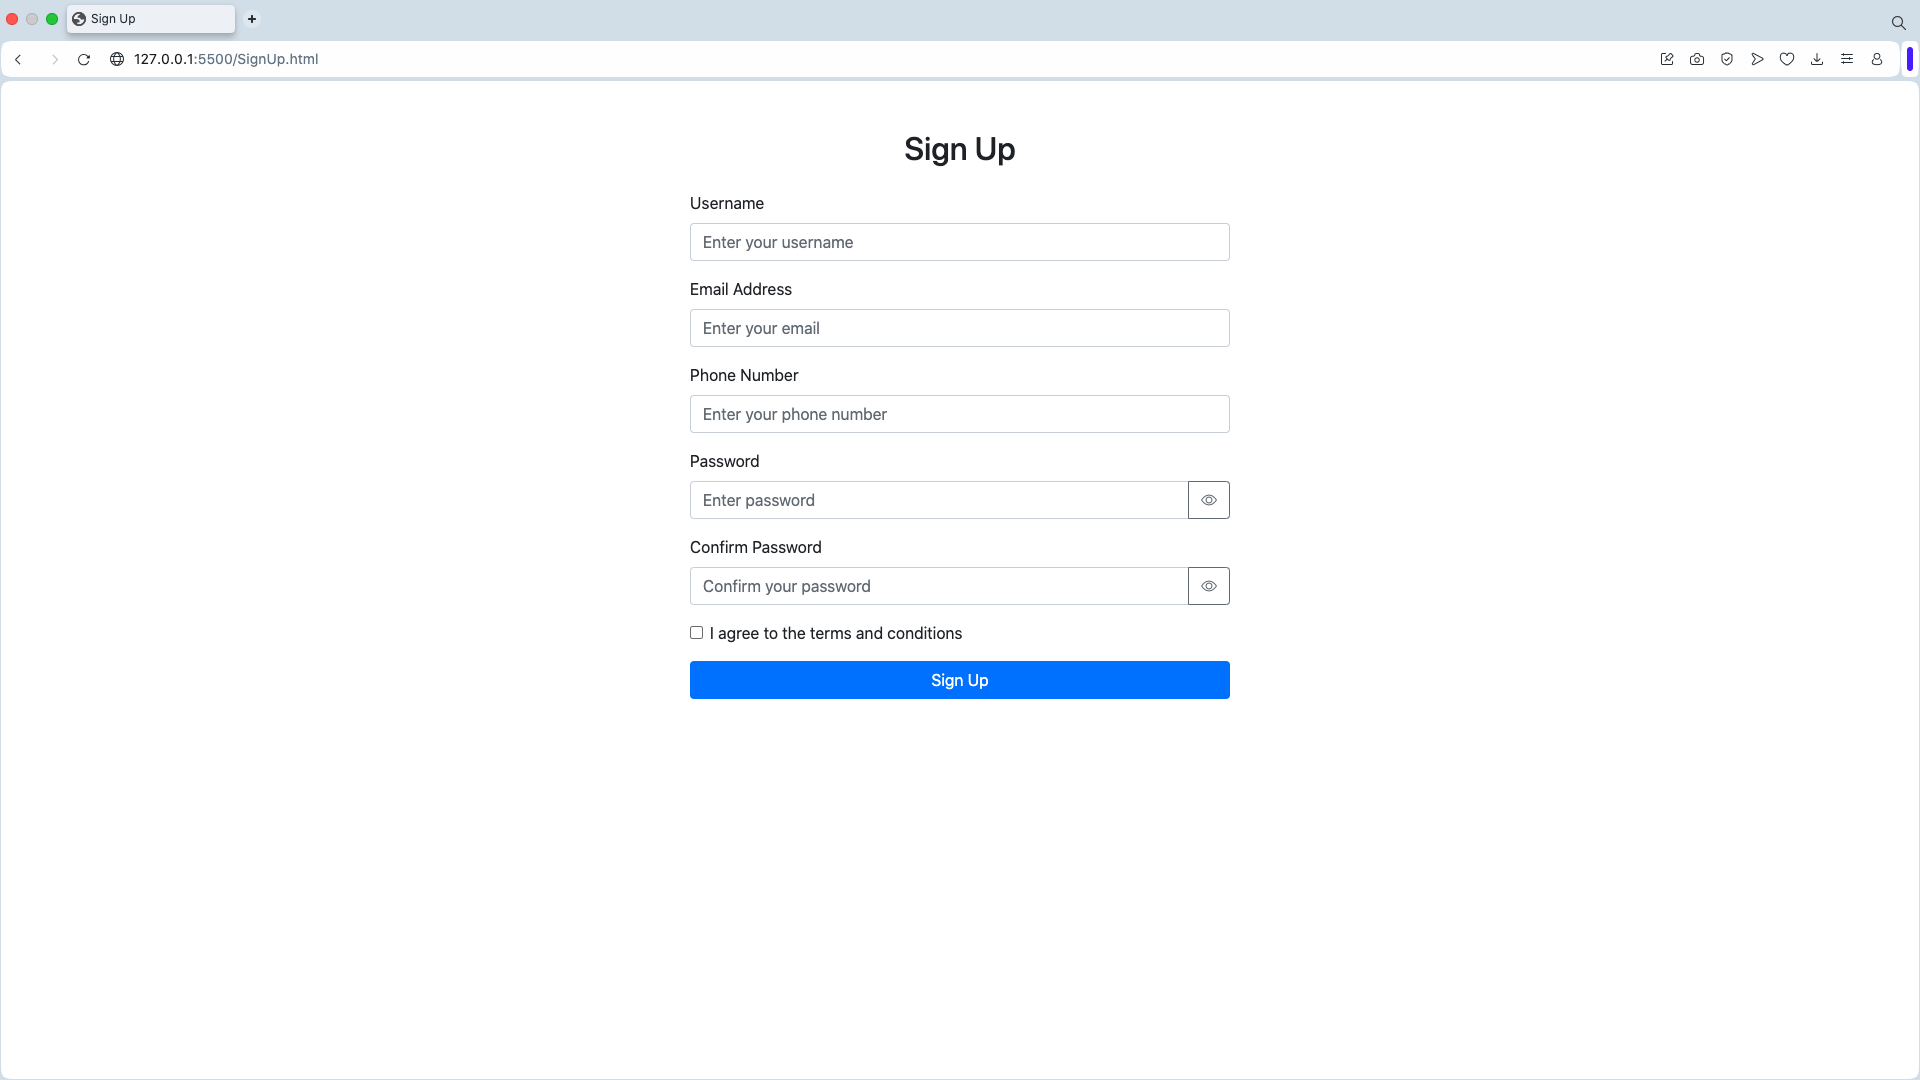 Sign Up
127.0.0.1:5500/SignUp.html
Sign Up
Username
Enter your username
Email Address
Enter your email
Phone Number
Enter your phone number
Password
Enter password
Confirm Password
Confirm your password
I agree to the terms and conditions
Sign Up